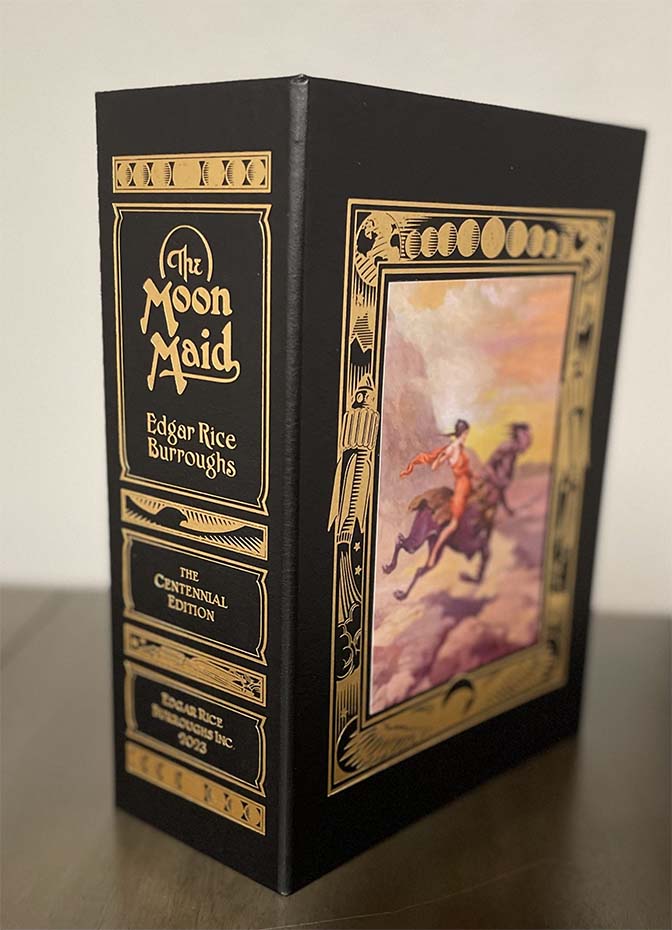 The
Moon
Maid
Edgar Rice
Burroughs
THE
CENTENNIAL
EDITION
EDGAR RICE
BURROUGHS INC.
2023